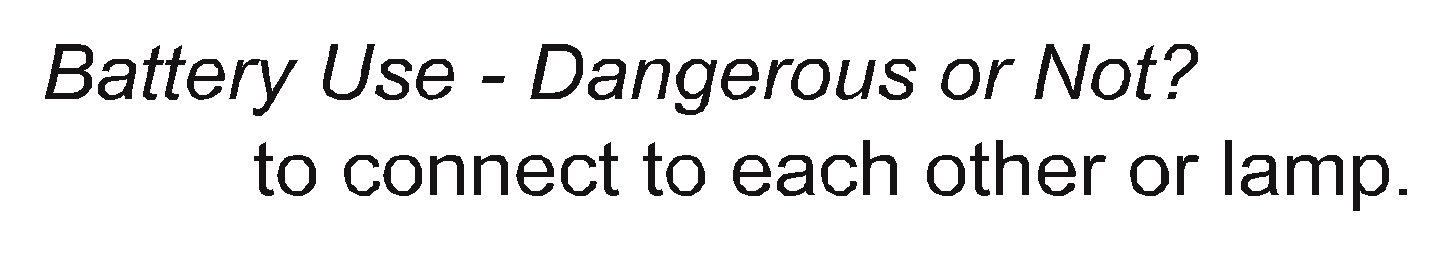 Battery Use - Dangerous or Not?
to connect to each other or lamp.